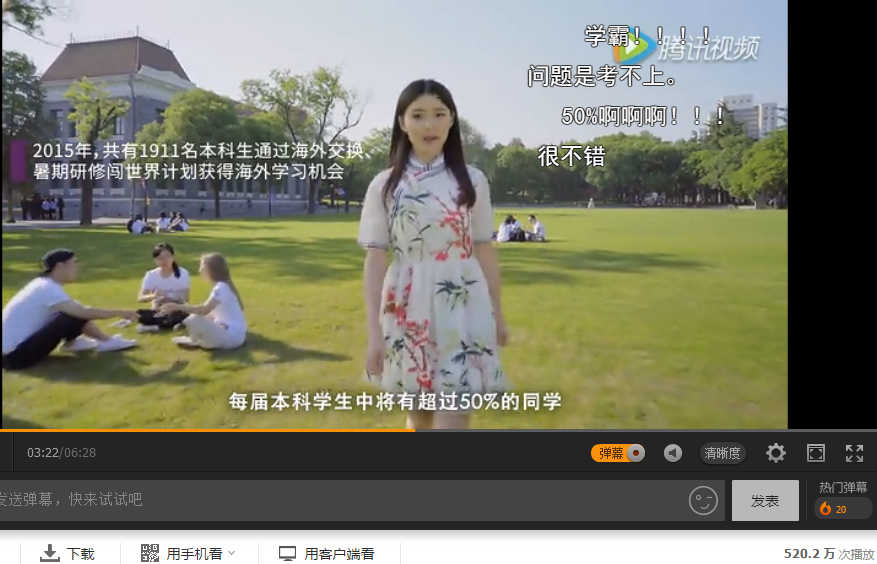 学霸！！！！
腾讯视频
问题是考不上。
50%啊啊啊！！！
2015年,共有1911名本科生通过海外交换、
暑期研修闯世界计划获得海外学习机会
很不错
每届本科学生中将有超过50%的同学
03:22/06:28
弹幕
清晰度
发送弹幕，快来试试吧
发表
热门弹幕
20
下载
用手机看
用客户端看
520.2 万 次播放